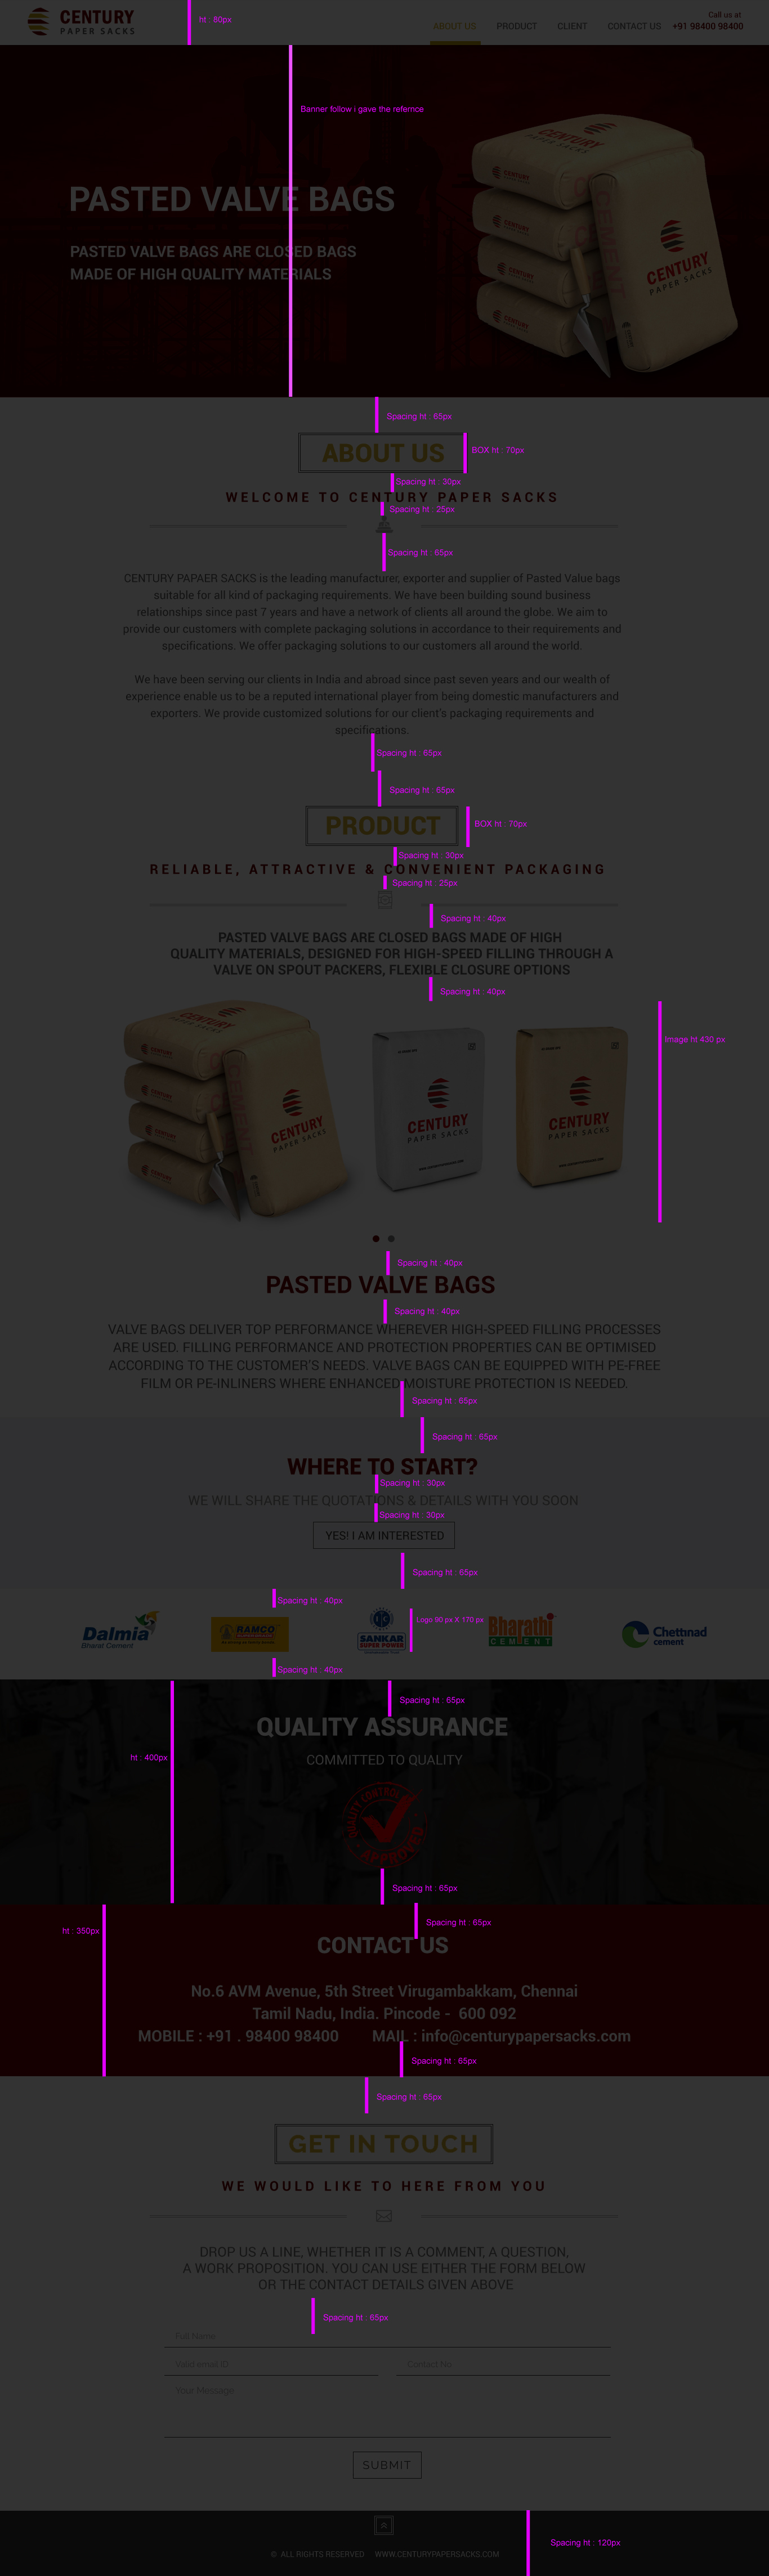 CENTURY
PAPER SACKS
ht : 80px
ABOUT US
PRODUCT
CLIENT
CONTACT US
Call us at
+91 98400 98400
Banner follow i gave the refernce
PASTED VALVE BAGS
PASTED VALVE BAGS ARE CLOSED BAGS
MADE OF HIGH QUALITY MATERIALS
CENTURY
PAPER SACKS
CEMENT
Spacing ht : 65px
ABOUT US
BOX ht : 70px
Spacing ht : 30px
WELCOME TO CENTURY PAPER SACKS
Spacing ht : 25px
Spacing ht : 65px
CENTURY PAPAER SACKS is the leading manufacturer, exporter and supplier of Pasted Value bags
suitable for all kind of packaging requirements. We have been building sound business
relationships since past 7 years and have a network of clients all around the globe. We aim to
provide our customers with complete packaging solutions in accordance to their requirements and
specifications. We offer packaging solutions to our customers all around the world.
We have been serving our clients in India and abroad since past seven years and our wealth of
experience enable us to be a reputed international player from being domestic manufacturers and
exporters. We provide customized solutions for our client's packaging requirements and
specifications.
Spacing ht : 65px
Spacing ht : 65px
PRODUCT
BOX ht : 70px
Spacing ht : 30px
RELIABLE, ATTRACTIVE & CONVENIENT PACKAGING
Spacing ht : 25px
Spacing ht : 40px
PASTED VALVE BAGS ARE CLOSED BAGS MADE OF HIGH
QUALITY MATERIALS, DESIGNED FOR HIGH-SPEED FILLING THROUGH A
VALVE ON SPOUT PACKERS, FLEXIBLE CLOSURE OPTIONS
Spacing ht : 40px
Image ht 430 px
CENTURY
PAPER SACKS
CEMENT
CENTURY
PAPER SACKS
CENTURY
PAPER SACKS
Spacing ht : 40px
PASTED VALVE BAGS
Spacing ht : 40px
VALVE BAGS DELIVER TOP PERFORMANCE WHEREVER HIGH-SPEED FILLING PROCESSES
ARE USED. FILLING PERFORMANCE AND PROTECTION PROPERTIES CAN BE OPTIMISED
ACCORDING TO THE CUSTOMER'S NEEDS. VALVE BAGS CAN BE EQUIPPED WITH PE-FREE
FILM OR PE-INLINERS WHERE ENHANCED MOISTURE PROTECTION IS NEEDED.
Spacing ht : 65px
Spacing ht : 65px
WHERE TO START?
Spacing ht : 30px
WE WILL SHARE THE QUOTATIONS & DETAILS WITH YOU SOON
Spacing ht : 30px
YES! I AM INTERESTED
Spacing ht : 65px
Spacing ht : 40px
Dalmia
Bharat Cement
RAMCO
SANKAR
SUPER POWER
Logo 90 px X 170 px
Bharathi
CEMENT
Chettinad
cement
Spacing ht : 40px
Spacing ht : 65px
QUALITY ASSURANCE
ht : 400px
COMMITTED TO QUALITY
QUALITY CONTROL
APPROVED
Spacing ht : 65px
Spacing ht : 65px
ht : 350px
CONTACT US
No.6 AVM Avenue, 5th Street Virugambakkam, Chennai
Tamil Nadu, India. Pincode - 600 092
MOBILE : +91 . 98400 98400 MAIL : info@centurypapersacks.com
Spacing ht : 65px
Spacing ht : 65px
GET IN TOUCH
WE WOULD LIKE TO HERE FROM YOU
DROP US A LINE, WHETHER IT IS A COMMENT, A QUESTION,
A WORK PROPOSITION. YOU CAN USE EITHER THE FORM BELOW
OR THE CONTACT DETAILS GIVEN ABOVE
Spacing ht : 65px
Full Name
Valid email ID
Contact No
Your Message
SUBMIT
Spacing ht : 120px
© ALL RIGHTS RESERVED WWW.CENTURYPAPERSACKS.COM